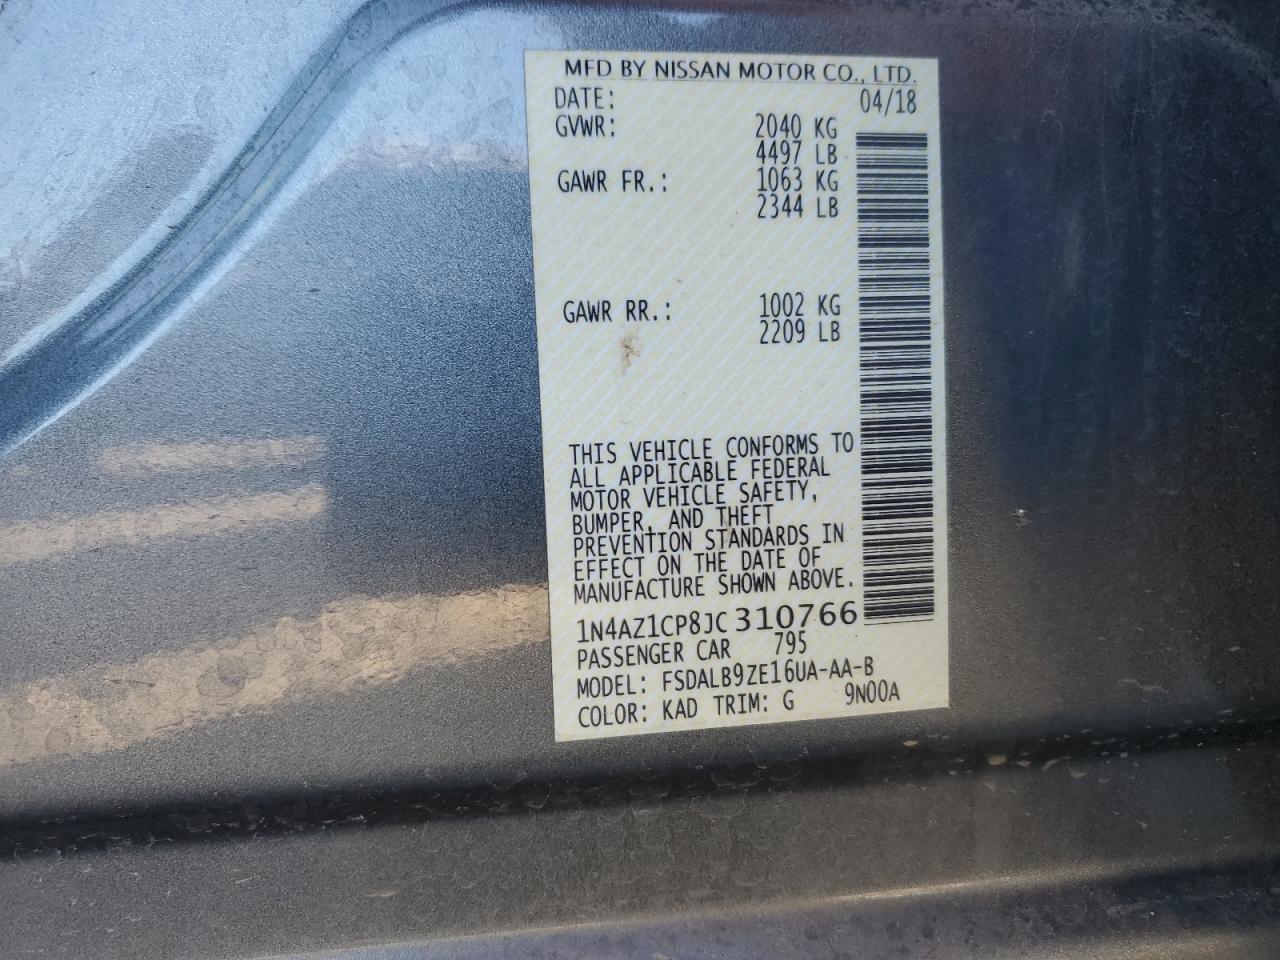 MFD BY NISSAN MOTOR CO., LTD.
DATE: 04/18
GVWR: 2040 KG
4497 LB
GAWR FR.: 1063 KG
2344 LB
GAWR RR.: 1002 KG
2209 LB
THIS VEHICLE CONFORMS TO
ALL APPLICABLE FEDERAL
MOTOR VEHICLE SAFETY,
BUMPER, AND THEFT
PREVENTION STANDARDS IN
EFFECT ON THE DATE OF
MANUFACTURE SHOWN ABOVE.
1N4AZ1CP8JC310766
PASSENGER CAR 795
MODEL: FSDALB9ZE16UA-AA-B
COLOR: KAD TRIM: G 9N00A